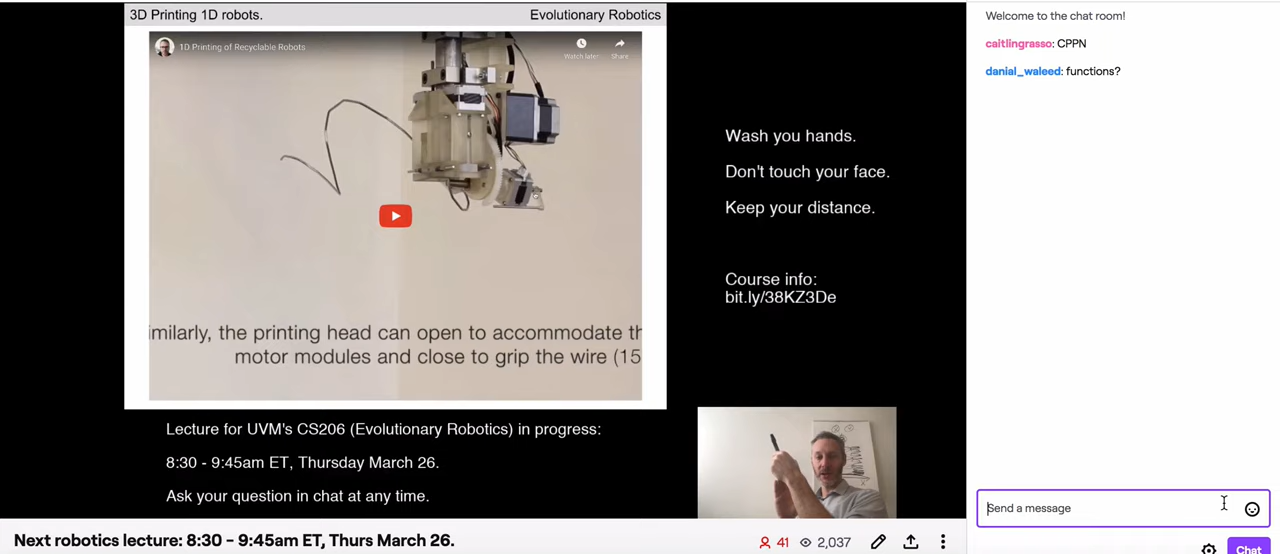 3D Printing 1D robots.
Evolutionary Robotics
1D Printing of Recyclable Robots
Watch later
Share
imilarly, the printing head can open to accommodate th
motor modules and close to grip the wire (15
Wash you hands.
Don't touch your face.
Keep your distance.
Course info:
bit.ly/38KZ3De
Lecture for UVM's CS206 (Evolutionary Robotics) in progress:
8:30 - 9:45am ET, Thursday March 26.
Ask your question in chat at any time.
Next robotics lecture: 8:30 - 9:45am ET, Thurs March 26.
41
2,037
Welcome to the chat room!
caitlingrasso: CPPN
danial_waleed: functions?
Send a message
Chat